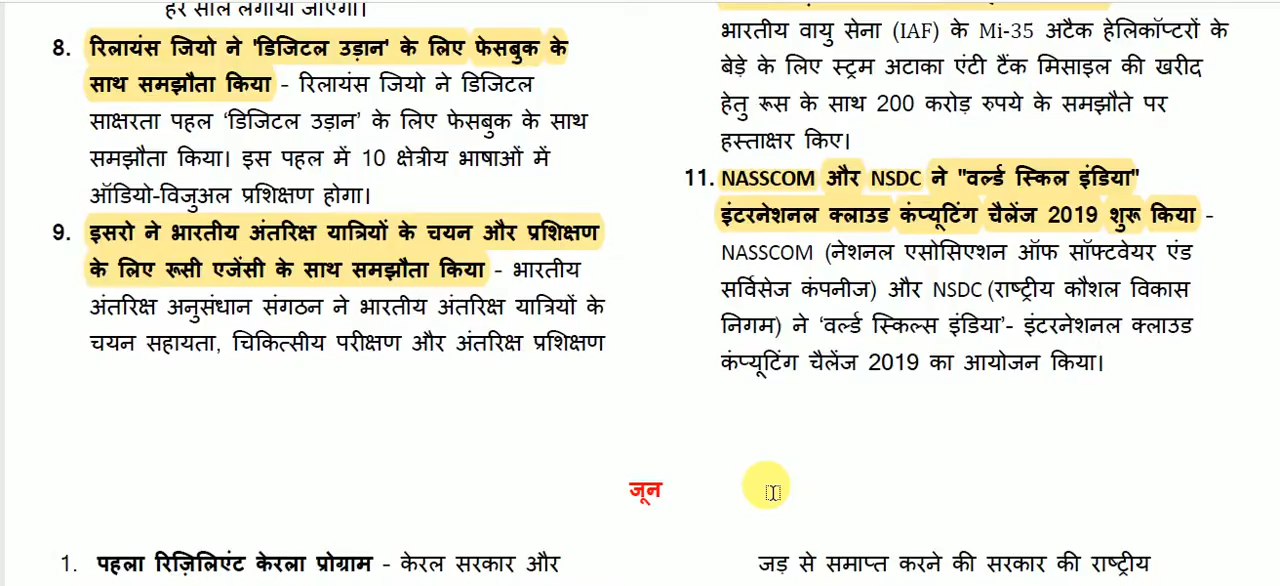 हर साल लगाया जाएगा।
8. रिलायंस जियो ने 'डिजिटल उड़ान' के लिए फेसबुक के
साथ समझौता किया - रिलायंस जियो ने डिजिटल
साक्षरता पहल ‘डिजिटल उड़ान’ के लिए फेसबुक के साथ
समझौता किया। इस पहल में 10 क्षेत्रीय भाषाओं में
ऑडियो-विजुअल प्रशिक्षण होगा।
9. इसरो ने भारतीय अंतरिक्ष यात्रियों के चयन और प्रशिक्षण
के लिए रूसी एजेंसी के साथ समझौता किया - भारतीय
अंतरिक्ष अनुसंधान संगठन ने भारतीय अंतरिक्ष यात्रियों के
चयन सहायता, चिकित्सीय परीक्षण और अंतरिक्ष प्रशिक्षण
भारतीय वायु सेना (IAF) के Mi-35 अटैक हेलिकॉप्टरों के
बेड़े के लिए स्ट्रम अटाका एंटी टैंक मिसाइल की खरीद
हेतु रूस के साथ 200 करोड़ रुपये के समझौते पर
हस्ताक्षर किए।
11. NASSCOM और NSDC ने "वर्ल्ड स्किल इंडिया"
इंटरनेशनल क्लाउड कंप्यूटिंग चैलेंज 2019 शुरू किया -
NASSCOM (नेशनल एसोसिएशन ऑफ सॉफ्टवेयर एंड
सर्विसेज कंपनीज) और NSDC (राष्ट्रीय कौशल विकास
निगम) ने ‘वर्ल्ड स्किल्स इंडिया’- इंटरनेशनल क्लाउड
कंप्यूटिंग चैलेंज 2019 का आयोजन किया।
जून
1. पहला रिज़िलिएंट केरला प्रोग्राम - केरल सरकार और
जड़ से समाप्त करने की सरकार की राष्ट्रीय